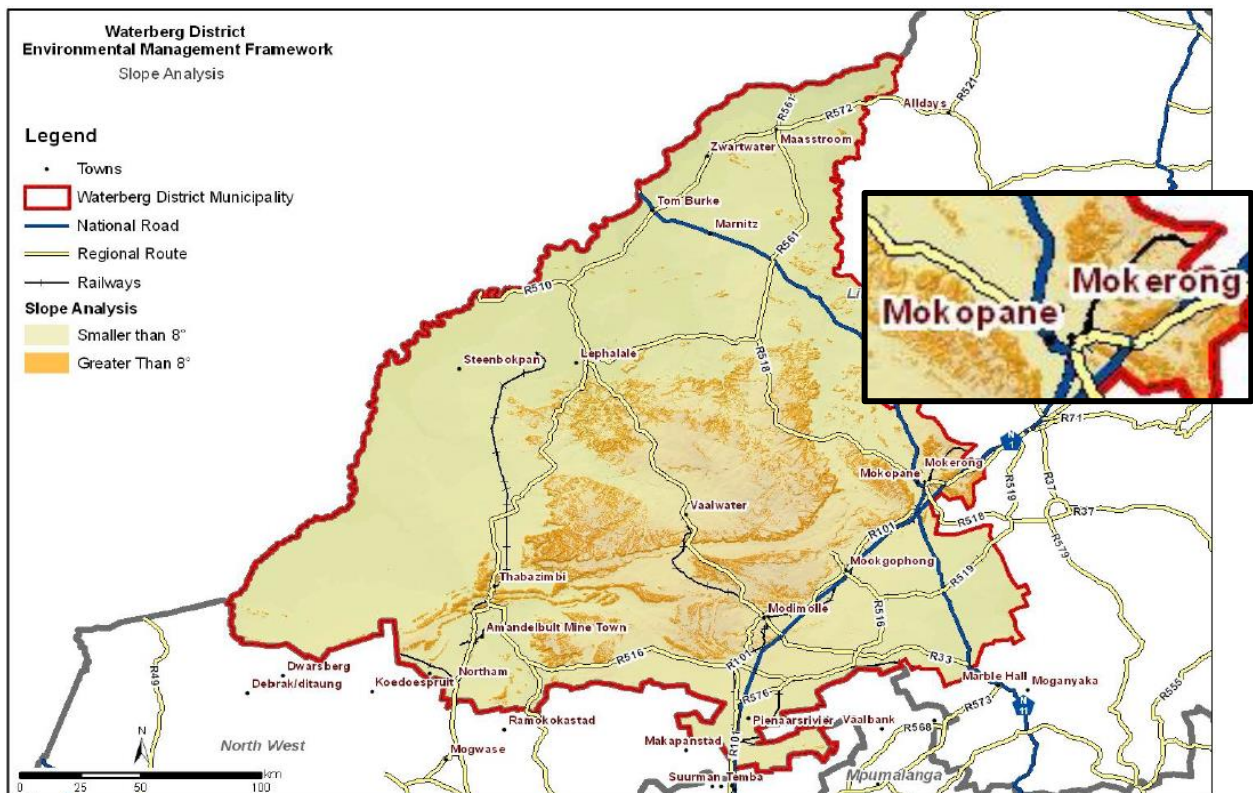 Waterberg District
Environmental Management Framework
Slope Analysis
Legend
Towns
Waterberg District Municipality
National Road
Regional Route
Railways
Slope Analysis
Smaller than 8°
Greater Than 8°
R521
R561
R572
Alldays
Maasstroom
Zwartwater
Tom Burke
Marnitz
R561
Mokerong
Mokopane
R510
Steenbokpan
Lephalale
R518
R71
N
1
Mokerong
Mokopane
R519
R37
R518
R37
Vaalwater
R101
R579
Mookgophong
Thabazimbi
R519
Modimolle
R516
Amandelbult Mine Town
R516
R101
R33
Dwarsberg
Debrak/ditaung
Koedoespruit
Northam
R49
Marble Hall
Moganyaka
R576
R573
R555
N
11
Ramokokastad
Pienaarsriviér
Vaalbank
R568
N
North West
Mogwase
Makapanstad
R101
Suurman
Temba
Mpumalanga
0
25
50
100
km